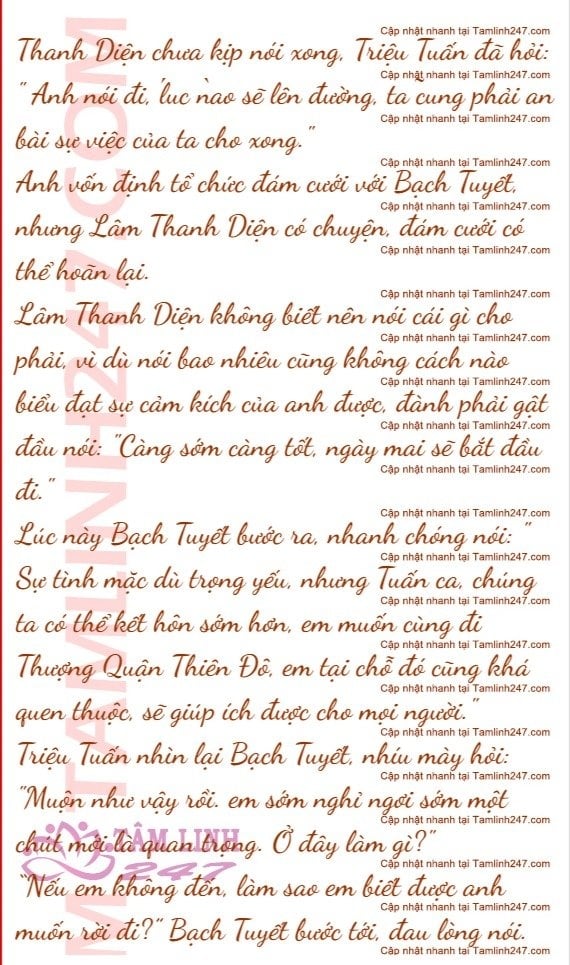 Cập nhật nhanh tại Tamlinh247.com
Thanh Diện chưa kịp nói xong, Triệu Tuấn đã hỏi:
Cập nhật nhanh tại Tamlinh247.com
" Anh nói đi, lúc nào sẽ lên đường, ta cung phải an
Cập nhật nhanh tại Tamlinh247.com
bài sự việc của ta cho xong."
Cập nhật nhanh tại Tamlinh247.com
Anh vốn định tổ chức đám cưới với Bạch Tuyết,
Cập nhật nhanh tại Tamlinh247.com
nhưng Lâm Thanh Diện có chuyện, đám cưới có
Cập nhật nhanh tại Tamlinh247.com
thể hoãn lại.
Cập nhật nhanh tại Tamlinh247.com
Lâm Thanh Diện không biết nên nói cái gì cho
Cập nhật nhanh tại Tamlinh247.com
phải, vì dù nói bao nhiêu cũng không cách nào
Cập nhật nhanh tại Tamlinh247.com
biểu đạt sự cảm kích của anh được, đành phải gật
Cập nhật nhanh tại Tamlinh247.com
đầu nói: "Càng sớm càng tốt, ngày mai sẽ bắt đầu
Cập nhật nhanh tại Tamlinh247.com
đi."
Cập nhật nhanh tại Tamlinh247.com
Lúc này Bạch Tuyết bước ra, nhanh chóng nói: "
Cập nhật nhanh tại Tamlinh247.com
Sự tình mặc dù trọng yếu, nhưng Tuấn ca, chúng
Cập nhật nhanh tại Tamlinh247.com
ta có thể kết hôn sớm hơn, em muốn cùng đi
Cập nhật nhanh tại Tamlinh247.com
Thượng Quận Thiên Đô, em tại chỗ đó cũng khá
Cập nhật nhanh tại Tamlinh247.com
quen thuộc, sẽ giúp ích được cho mọi người."
Cập nhật nhanh tại Tamlinh247.com
Triệu Tuấn nhìn lại Bạch Tuyết, nhíu mày hỏi:
Cập nhật nhanh tại Tamlinh247.com
"Muộn như vậy rồi. em sớm nghỉ ngơi sớm một
Cập nhật nhanh tại Tamlinh247.com
chút mới là quan trọng. Ở đây làm gì?"
TÂM LINH
247
Cập nhật nhanh tại Tamlinh247.com
"Nếu em không đến, làm sao em biết được anh
Cập nhật nhanh tại Tamlinh247.com
muốn rời đi?" Bạch Tuyết bước tới, đau lòng nói.
TAMLINH247.COM